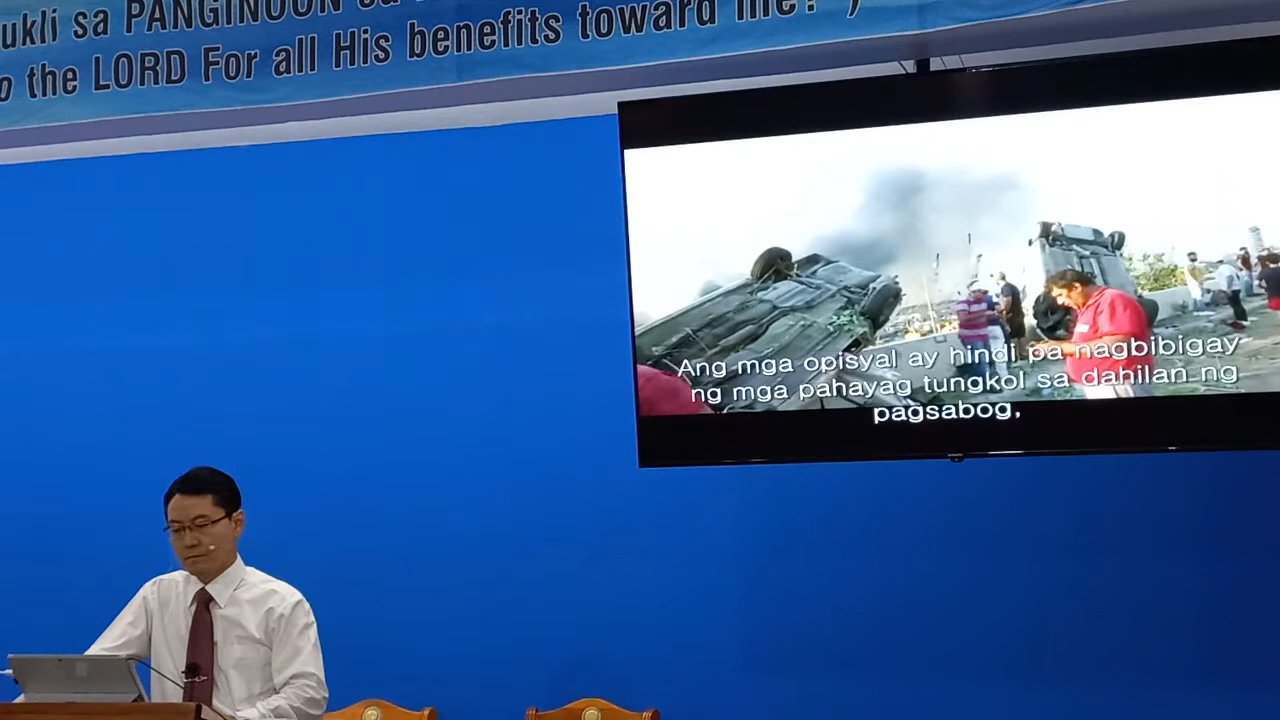 ukli sa PANGINOON sa
o the LORD For all His benefits toward me?")
Ang mga opisyal ay hindi pa nagbibigay
ng mga pahayag tungkol sa dahilan ng
pagsabog,